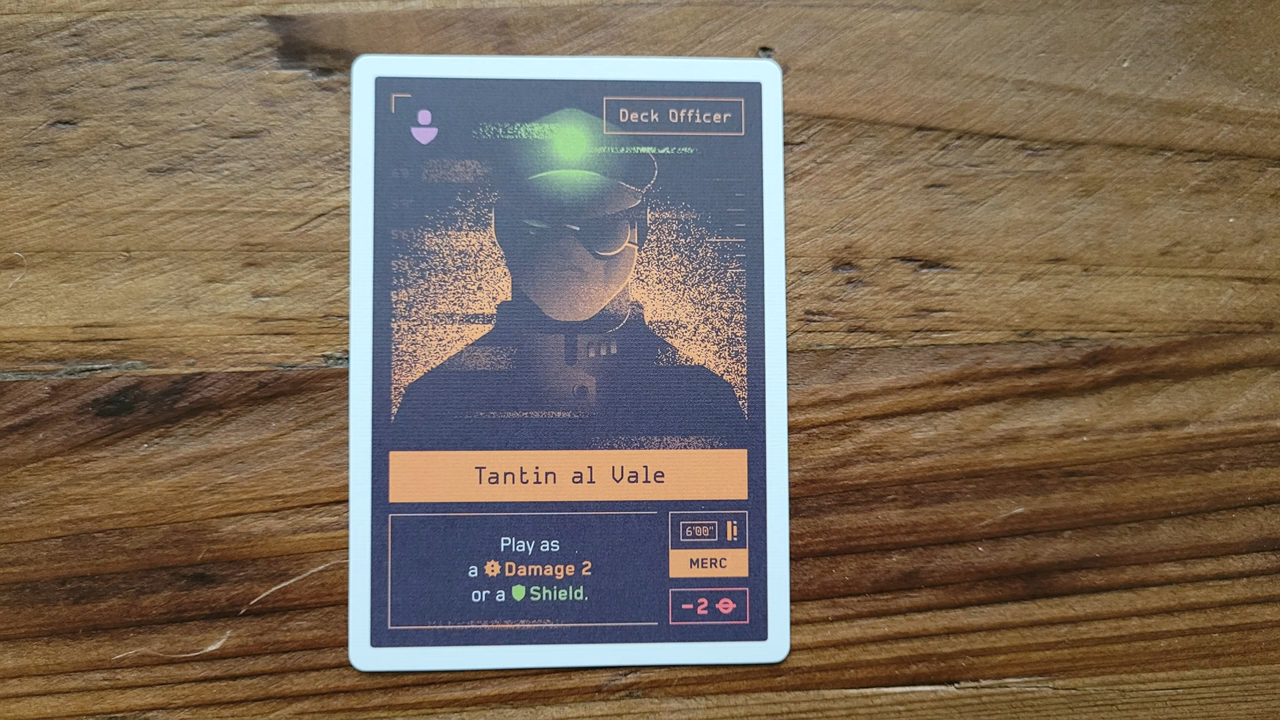 Deck Officer
Tantin al Vale
Play as
a Damage 2
or a Shield.
6'00"
MERC
-2